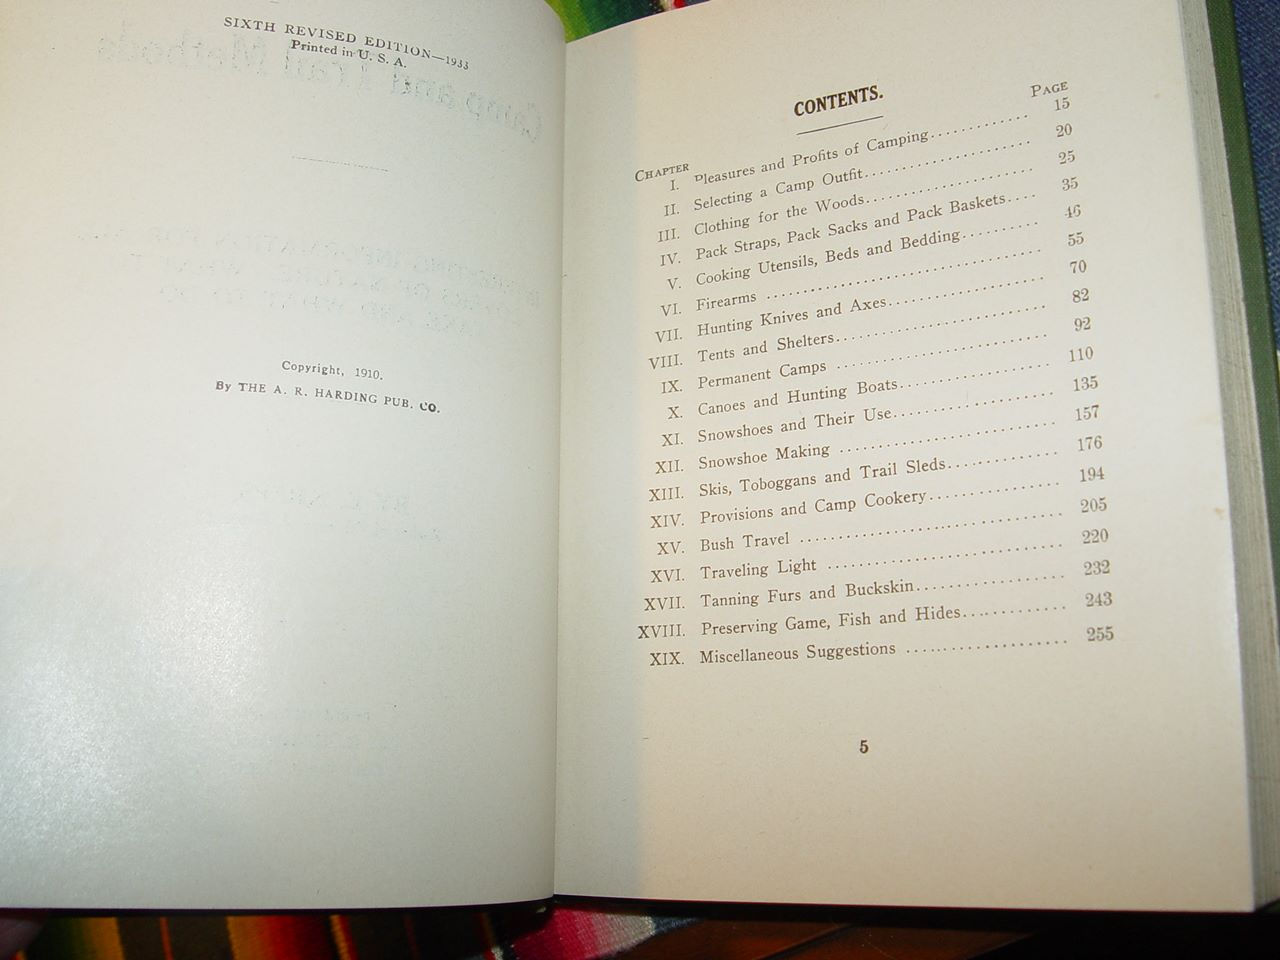 SIXTH REVISED EDITION—1933
Printed in U. S. A.
Copyright, 1910.
By THE A. R. HARDING PUB. CO.
CONTENTS.
CHAPTER PAGE
I. Pleasures and Profits of Camping............ 15
II. Selecting a Camp Outfit..................... 20
III. Clothing for the Woods..................... 25
IV. Pack Straps, Pack Sacks and Pack Baskets.... 35
V. Cooking Utensils, Beds and Bedding.......... 46
VI. Firearms ................................. 55
VII. Hunting Knives and Axes................... 70
VIII. Tents and Shelters........................ 82
IX. Permanent Camps .......................... 92
X. Canoes and Hunting Boats................... 110
XI. Snowshoes and Their Use................... 135
XII. Snowshoe Making .......................... 157
XIII. Skis, Toboggans and Trail Sleds............. 176
XIV. Provisions and Camp Cookery............... 194
XV. Bush Travel ............................... 205
XVI. Traveling Light ............................ 220
XVII. Tanning Furs and Buckskin................. 232
XVIII. Preserving Game, Fish and Hides............ 243
XIX. Miscellaneous Suggestions .................. 255
5